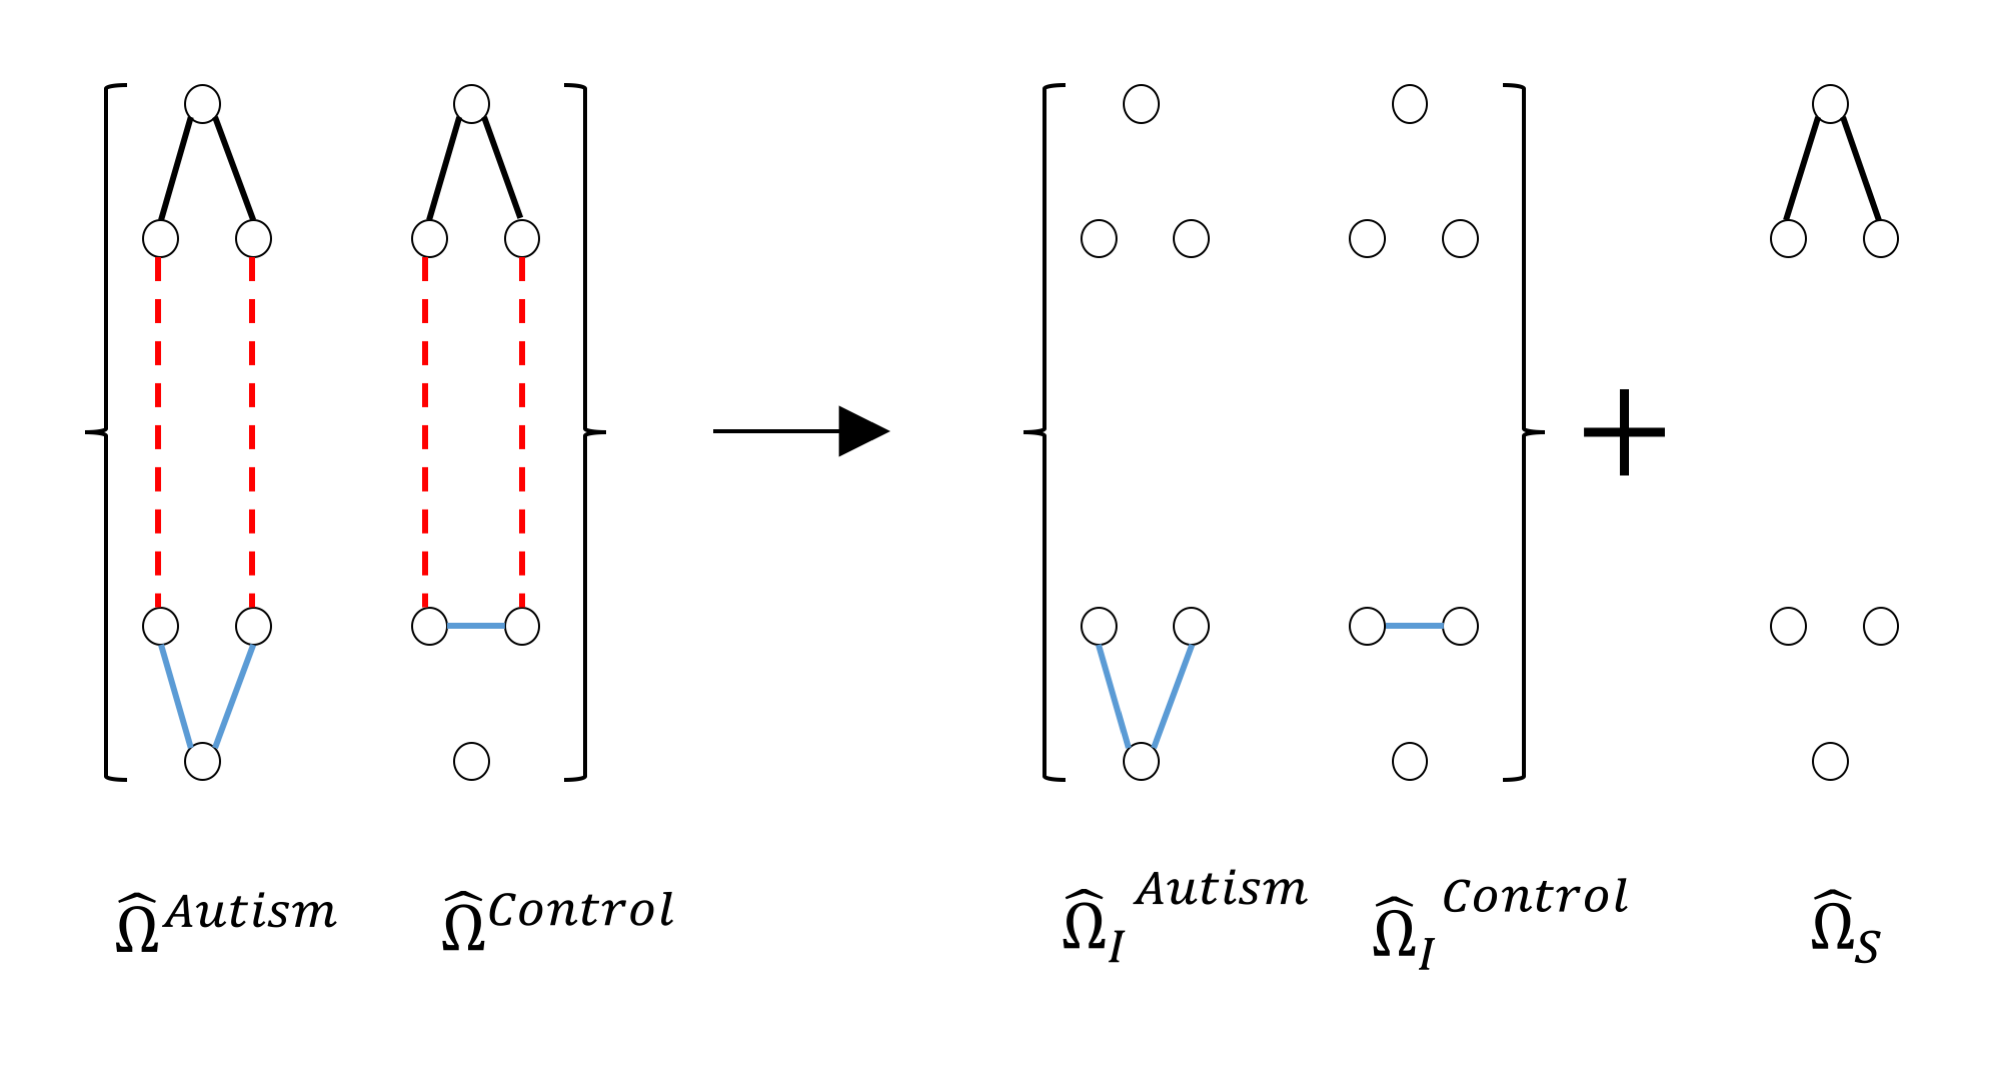 Ω̂^Autism Ω̂^Control Ω̂_I^Autism Ω̂_I^Control Ω̂_S